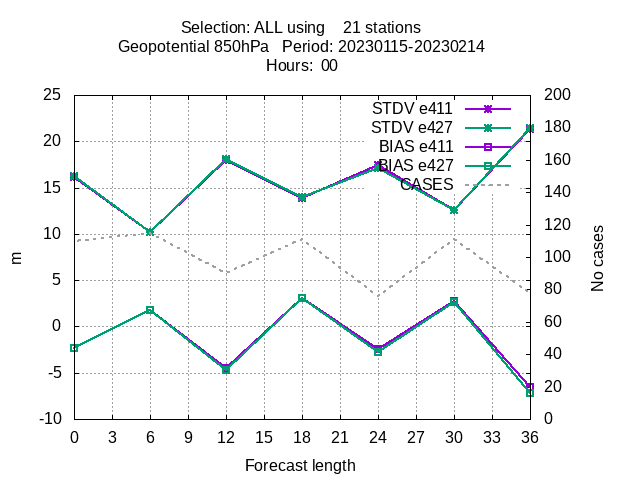 Selection: ALL using    21 stations
Geopotential 850hPa   Period: 20230115-20230214
Hours:  00
25
20
15
10
5
0
-5
-10
m
STDV e411
STDV e427
BIAS e411
BIAS e427
CASES
200
180
160
140
120
100
80
60
40
20
0
No cases
0 3 6 9 12 15 18 21 24 27 30 33 36
Forecast length